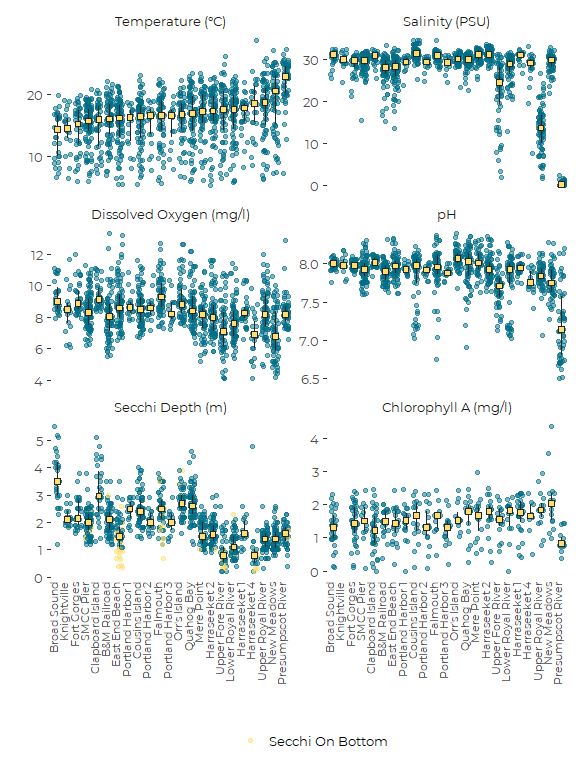 Temperature (°C)
Salinity (PSU)
20
10
30
20
10
0
Dissolved Oxygen (mg/l)
pH
12
10
8
6
4
8.0
7.5
7.0
6.5
Secchi Depth (m)
Chlorophyll A (mg/l)
5
4
3
2
1
0
4
3
2
1
0
Broad Sound
Knightville
Fort Gorges
SMCC Pier
Clapboard Island
B&M Railroad
East End Beach
Portland Harbor 1
Cousins Island
Portland Harbor 2
Falmouth
Portland Harbor 3
Orr's Island
Quahog Bay
Mere Point
Harraseeket 2
Upper Fore River
Lower Royal River
Harraseeket 1
Harraseeket 4
Upper Royal River
New Meadows
Presumpscot River
Broad Sound
Knightville
Fort Gorges
SMCC Pier
Clapboard Island
B&M Railroad
East End Beach
Portland Harbor 1
Cousins Island
Portland Harbor 2
Falmouth
Portland Harbor 3
Orr's Island
Quahog Bay
Mere Point
Harraseeket 2
Upper Fore River
Lower Royal River
Harraseeket 1
Harraseeket 4
Upper Royal River
New Meadows
Presumpscot River
Secchi On Bottom